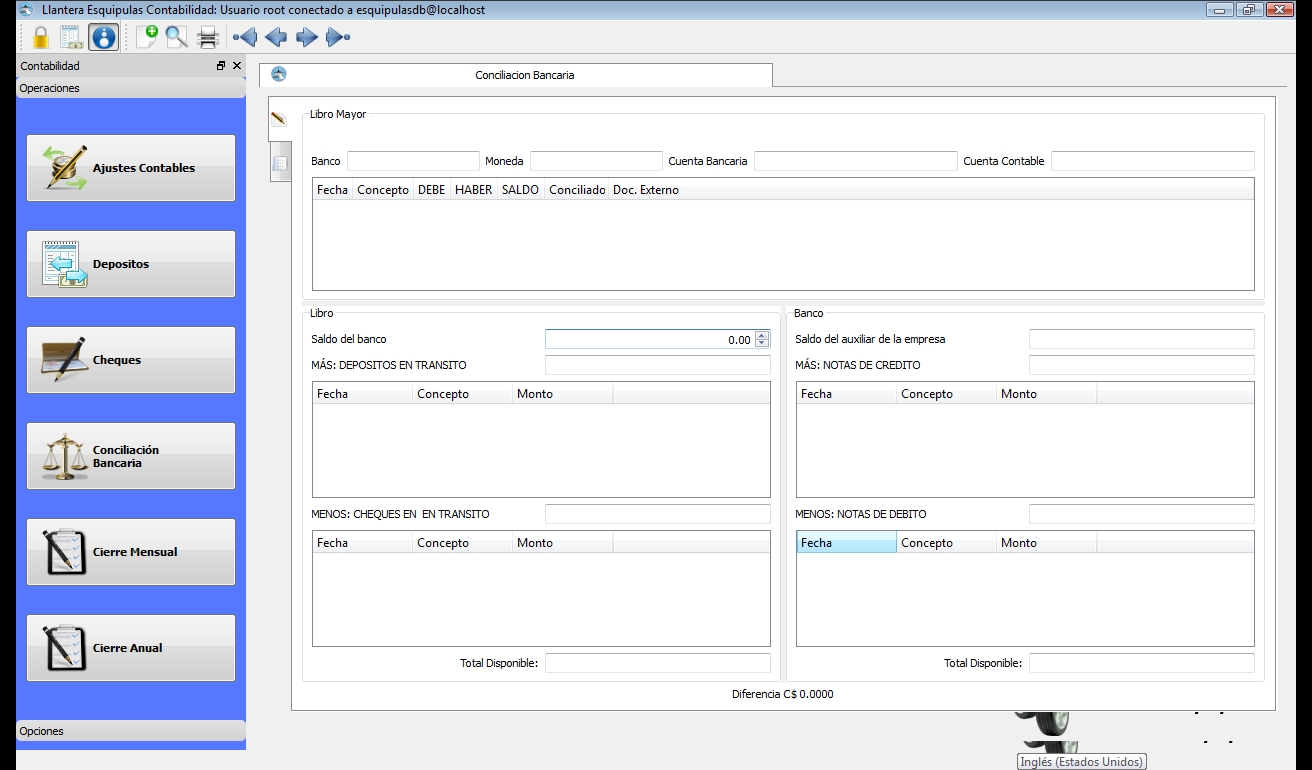 Llantera Esquipulas Contabilidad: Usuario root conectado a esquipulasdb@localhost
Contabilidad
Operaciones
Ajustes Contables
Depositos
Cheques
Conciliación
Bancaria
Cierre Mensual
Cierre Anual
Opciones
Conciliacion Bancaria
Libro Mayor
Banco Moneda Cuenta Bancaria Cuenta Contable
Fecha Concepto DEBE HABER SALDO Conciliado Doc. Externo
Libro
Saldo del banco 0.00
MÁS: DEPOSITOS EN TRANSITO
Fecha Concepto Monto
MENOS: CHEQUES EN EN TRANSITO
Fecha Concepto Monto
Total Disponible:
Banco
Saldo del auxiliar de la empresa
MÁS: NOTAS DE CREDITO
Fecha Concepto Monto
MENOS: NOTAS DE DEBITO
Fecha Concepto Monto
Total Disponible:
Diferencia C$ 0.0000
Inglés (Estados Unidos)